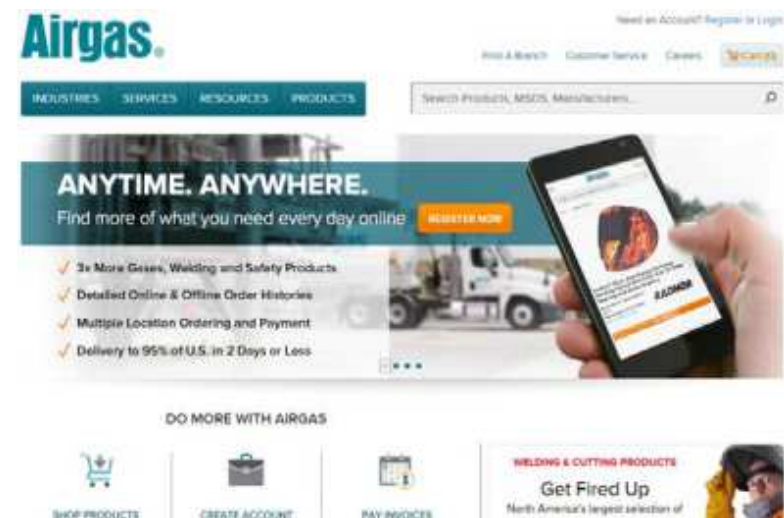 Airgas.
Need an Account? Register or Login
Find A Branch Customer Service Careers
INDUSTRIES SERVICES RESOURCES PRODUCTS
Search Products, MSDS, Manufacturers...
ANYTIME. ANYWHERE.
Find more of what you need every day online
REGISTER NOW
3x More Gases, Welding and Safety Products
Detailed Online & Offline Order Histories
Multiple Location Ordering and Payment
Delivery to 95% of U.S. in 2 Days or Less
Airgas
RADNOR
DO MORE WITH AIRGAS
SHOP PRODUCTS
CREATE ACCOUNT
PAY INVOICES
WELDING & CUTTING PRODUCTS
Get Fired Up
North America's largest selection of